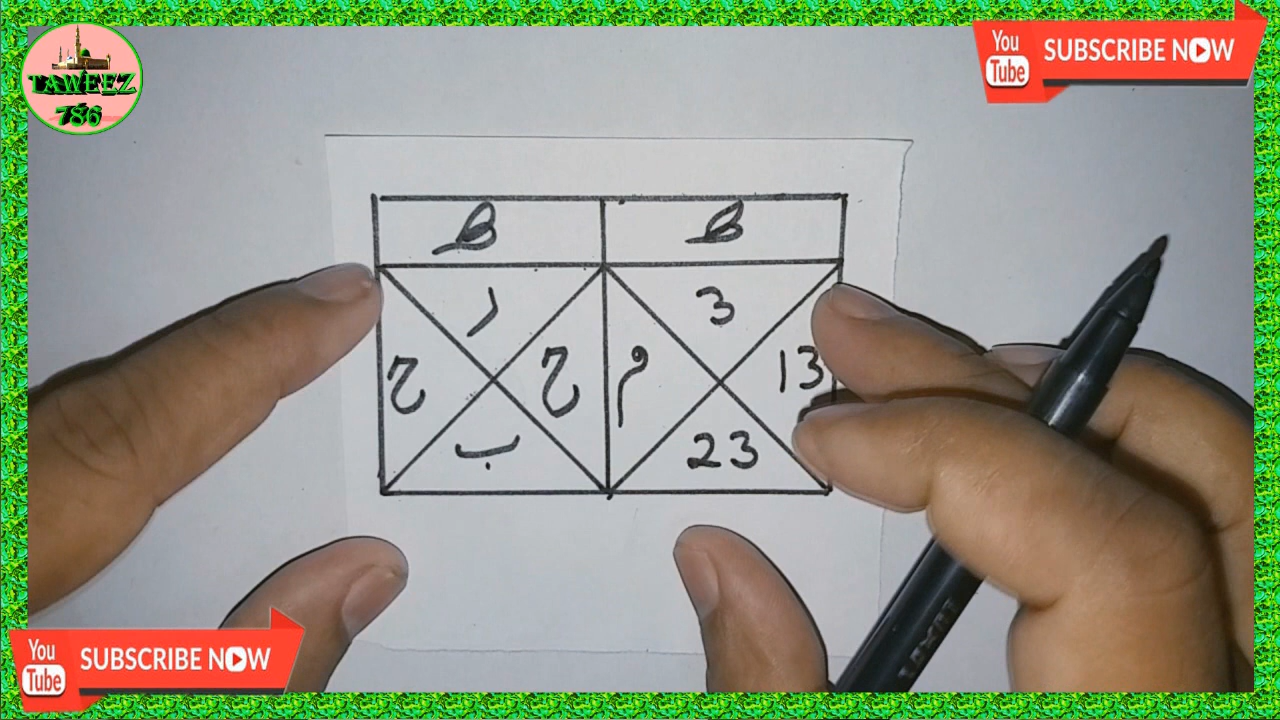 TAWEEZ
786
You Tube SUBSCRIBE NOW
3
ر
13
م
ح
ح
23
ب
You Tube SUBSCRIBE NOW